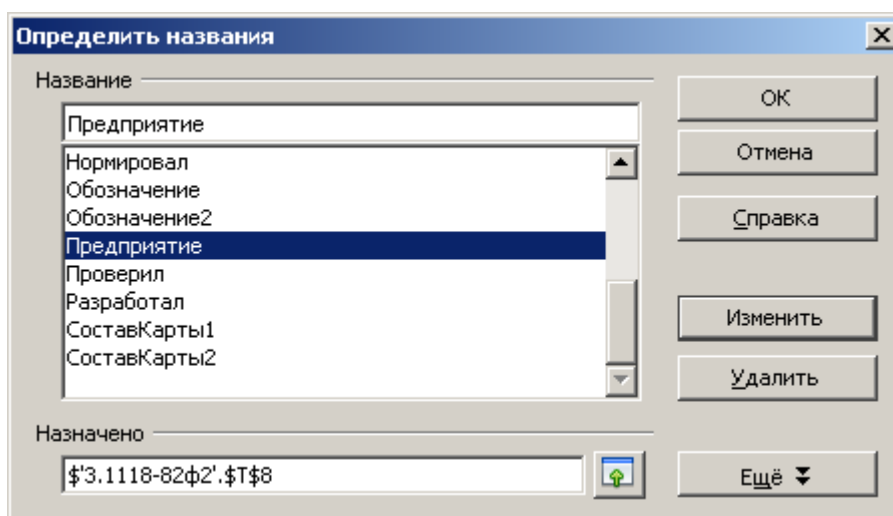 Определить названия
Название
Предприятие
Нормировал
Обозначение
Обозначение2
Предприятие
Проверил
Разработал
СоставКарты1
СоставКарты2
Назначено
$'3.1118-82ф2'.$T$8
OK
Отмена
Справка
Изменить
Удалить
Ещё